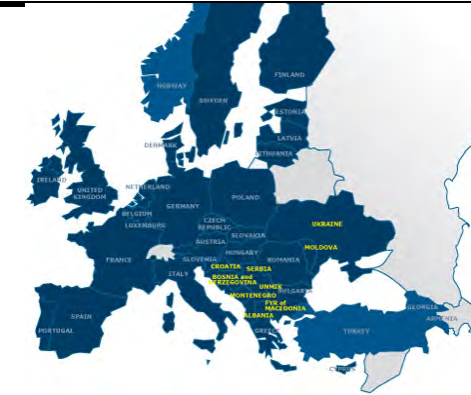 FINLAND
NORWAY
SWEDEN
ESTONIA
LATVIA
DENMARK
LITHUANIA
IRELAND
UNITED
KINGDOM
NETHERLAND
POLAND
GERMANY
BELGIUM
LUXEMBURG
CZECH
REPUBLIC
UKRAINE
SLOVAKIA
AUSTRIA
MOLDOVA
FRANCE
HUNGARY
SLOVENIA
ROMANIA
ITALY
CROATIA
SERBIA
BOSNIA and
HERZEGOVINA
UNMIK
BULGARIA
MONTENEGRO
FYR of
MACEDONIA
GEORGIA
SPAIN
ALBANIA
ARMENIA
PORTUGAL
GREECE
TURKEY
CYPRUS